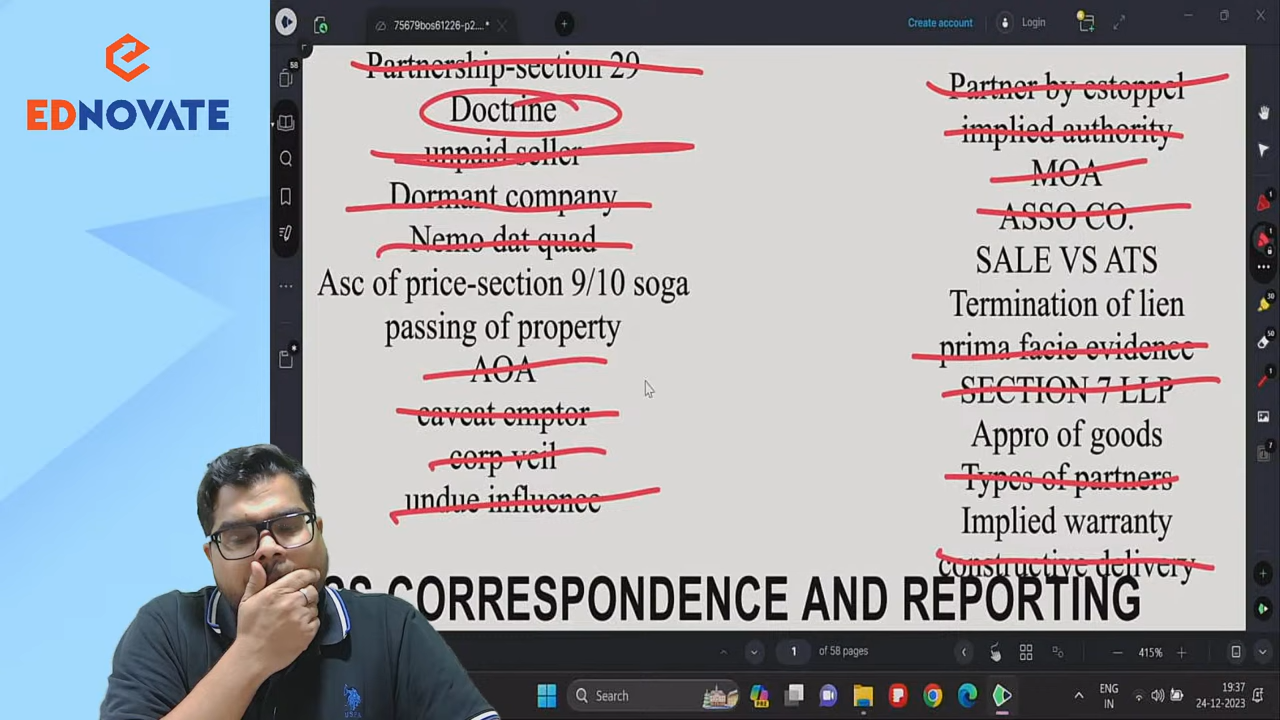 EDNOVATE
75679bos61226-p2... *
Create account
Login
58
Partnership-section 29
Doctrine
unpaid seller
Dormant company
Nemo dat quad
Asc of price-section 9/10 soga
passing of property
AOA
caveat emptor
corp veil
undue influence
Partner by estoppel
implied authority
MOA
ASSO CO.
SALE VS ATS
Termination of lien
prima facie evidence
SECTION 7 LLP
Appro of goods
Types of partners
Implied warranty
constructive delivery
SS CORRESPONDENCE AND REPORTING
1 of 58 pages
415%
Search
PRE
ENG
IN
19:37
24-12-2023